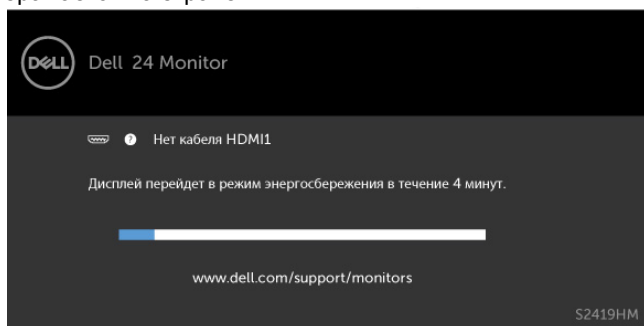 DELL Dell 24 Monitor
? Нет кабеля HDMI1
Дисплей перейдет в режим энергосбережения в течение 4 минут.
www.dell.com/support/monitors
S2419HM